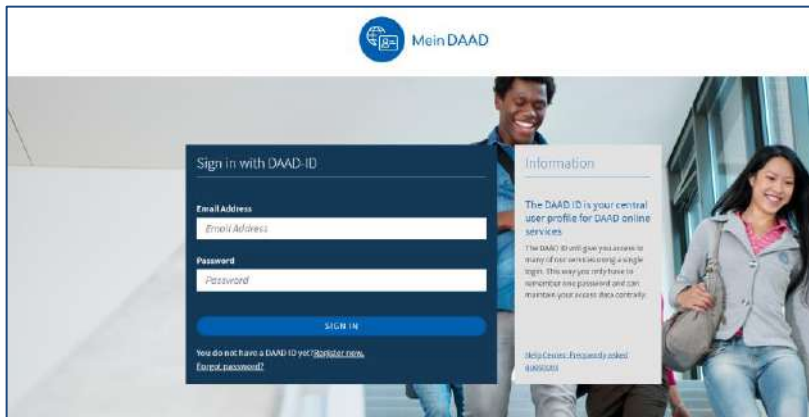 Mein DAAD
Sign in with DAAD-ID
Email Address
Email Address
Password
Password
SIGN IN
You do not have a DAAD ID yet? Register now.
Forgot password?
Information
The DAAD ID is your central
user profile for DAAD online
services
The DAAD ID will give you access to
many of our services using a single
login. This way you only have to
remember one password and can
maintain your access data centrally.
Help Center: Frequently asked
questions